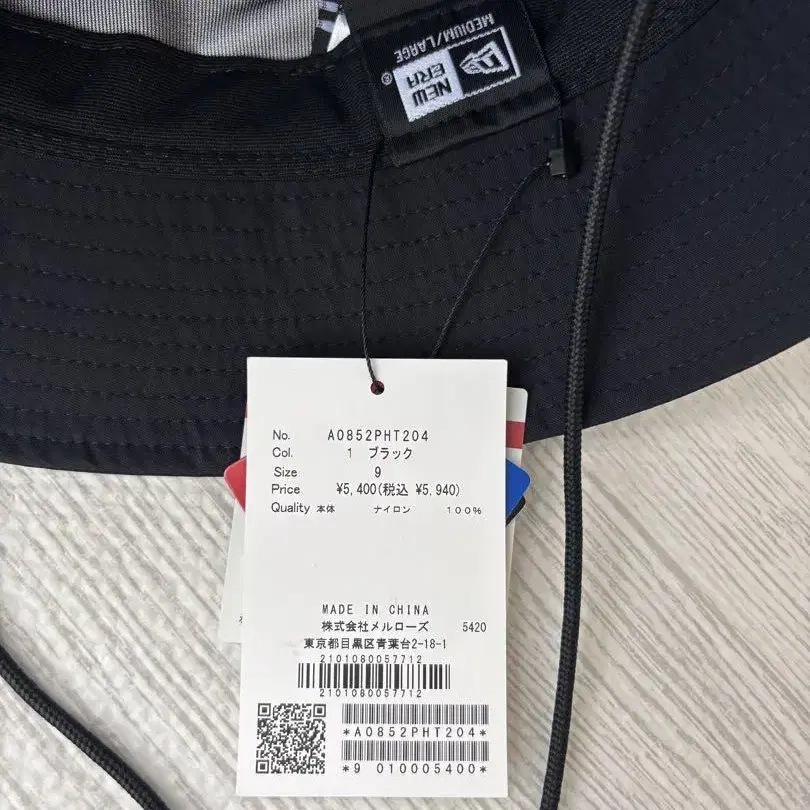 MEDIUM/LARGE
NEW
ERA
®
No. A0852PHT204
Col. 1 ブラック
Size 9
Price ¥5,400(税込 ¥5,940)
Quality 本体 ナイロン 100%
MADE IN CHINA
株式会社メルローズ 5420
東京都目黒区青葉台2-18-1
2101080057712
2101080057712
*A0852PHT204*
*9 010005400*